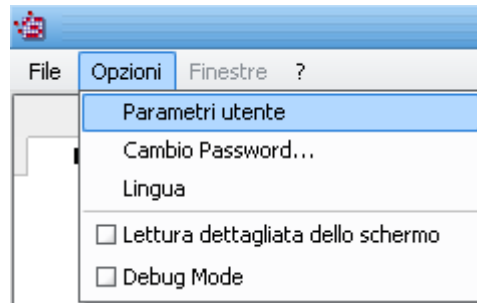 File Opzioni Finestre ?
Parametri utente
Cambio Password...
Lingua
Lettura dettagliata dello schermo
Debug Mode